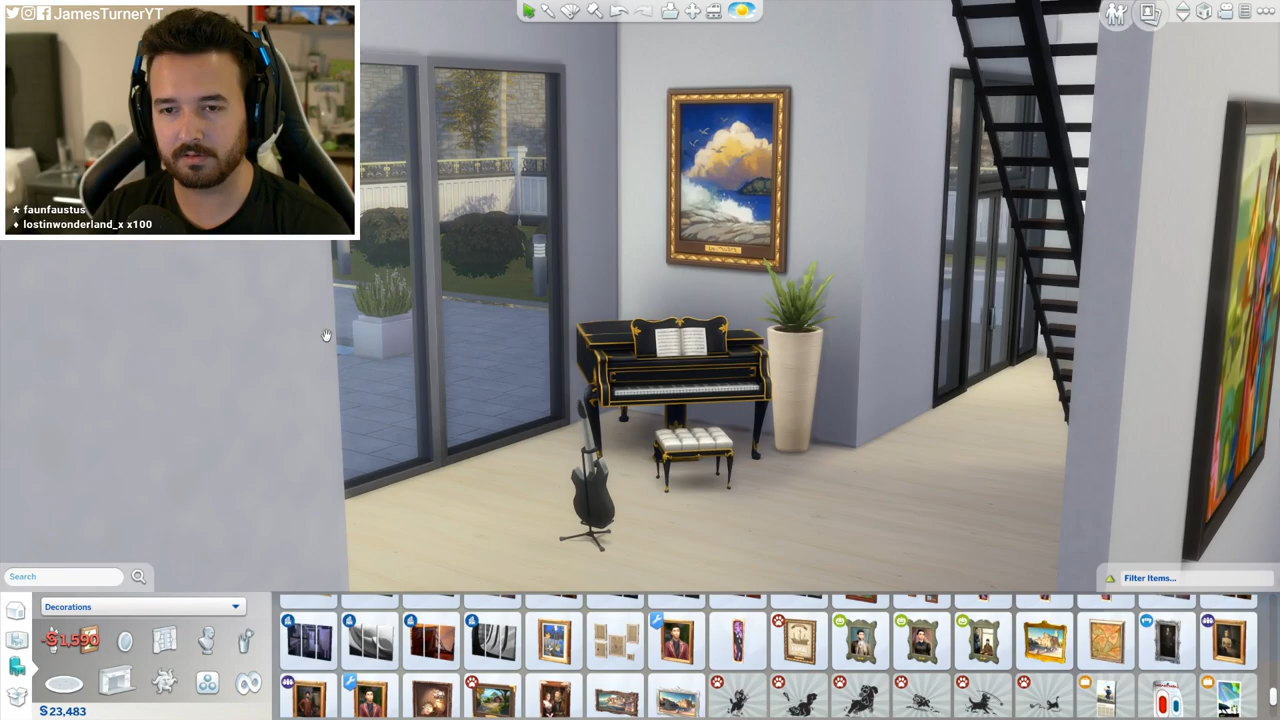 JamesTurnerYT
★ faunfaustus
♦ lostinwonderland_x x100
Search
Filter Items...
Decorations
-§1,590
§23,483